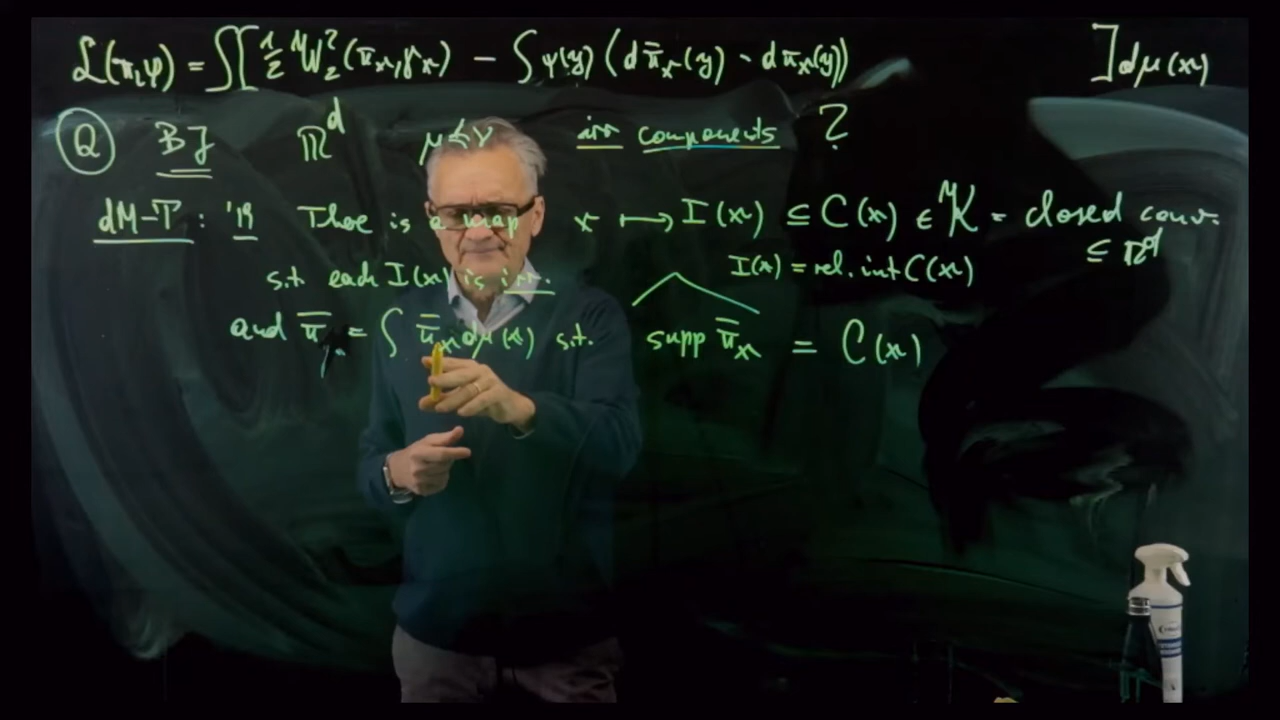 L(π,ψ) = ∫[ 1/2 W₂²(π̄ₓ,γₓ) − ∫ψ(y) (dπ̄ₓ(y) − dπₓ(y)) ]dμ(x)
Q BJ ℝᵈ μ ≼ ν irr components ?
dM-T : '19 There is a map x ⟼ I(x) ⊆ C(x) ∈ K = closed conv. ⊆ ℝᵈ
s.t. each I(x) is irr. I(x) = rel. int C(x)
and π̄ = ∫ π̄ₓ dμ(x) s.t. supp π̄ₓ = C(x)